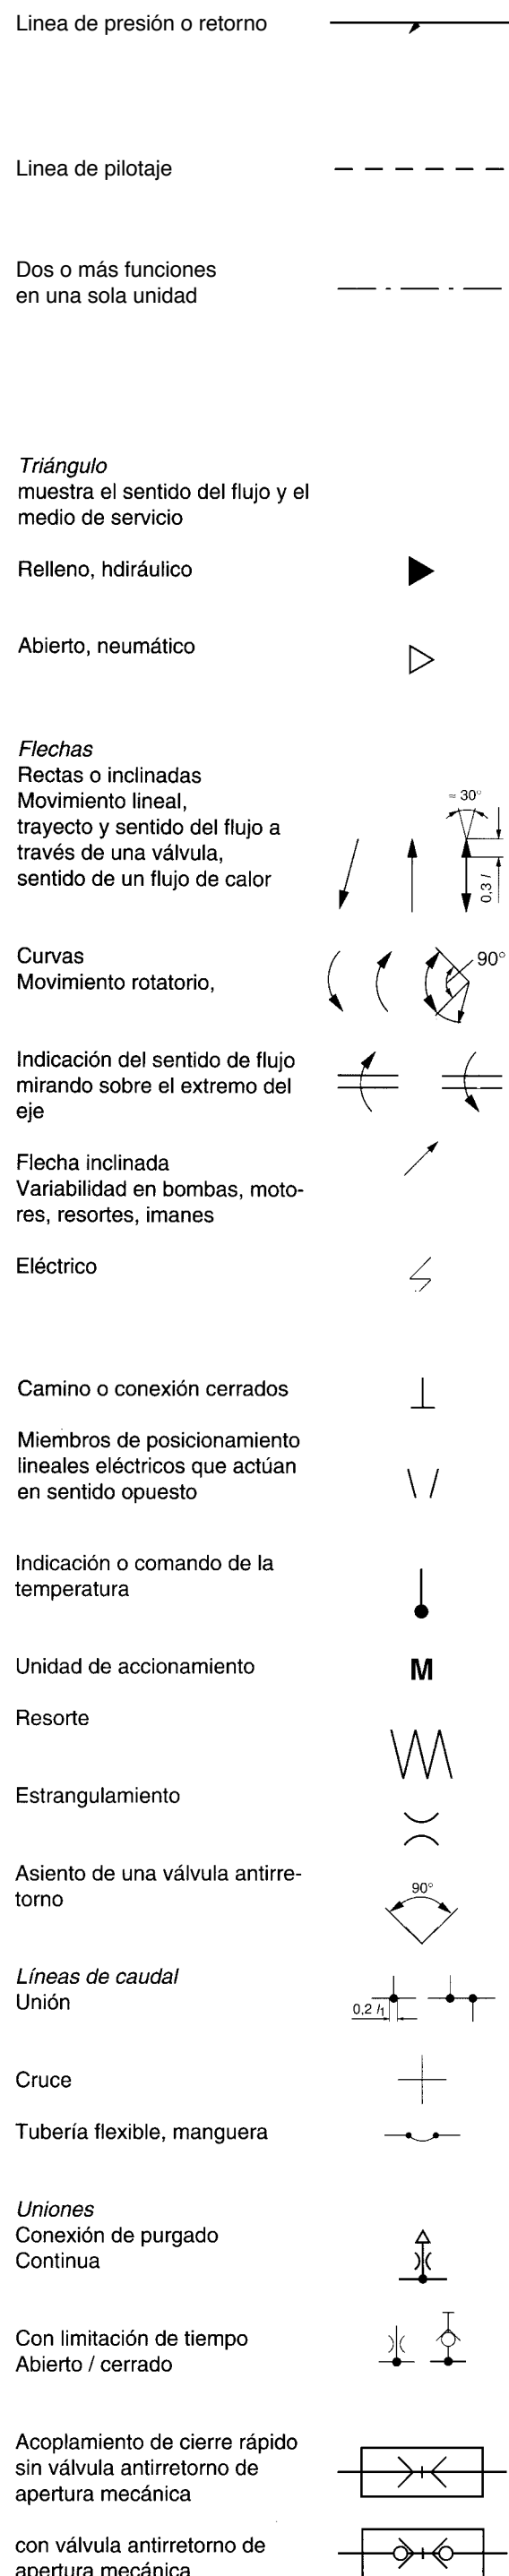 Linea de presión o retorno
Linea de pilotaje
Dos o más funciones
en una sola unidad
Triángulo
muestra el sentido del flujo y el
medio de servicio
Relleno, hdiráulico
Abierto, neumático
Flechas
Rectas o inclinadas
Movimiento lineal,
trayecto y sentido del flujo a
través de una válvula,
sentido de un flujo de calor
≈ 30°
0,3 l
Curvas
Movimiento rotatorio,
90°
Indicación del sentido de flujo
mirando sobre el extremo del
eje
Flecha inclinada
Variabilidad en bombas, moto-
res, resortes, imanes
Eléctrico
Camino o conexión cerrados
Miembros de posicionamiento
lineales eléctricos que actúan
en sentido opuesto
Indicación o comando de la
temperatura
Unidad de accionamiento
M
Resorte
Estrangulamiento
Asiento de una válvula antirre-
torno
90°
Líneas de caudal
Unión
0,2 l1
Cruce
Tubería flexible, manguera
Uniones
Conexión de purgado
Continua
Con limitación de tiempo
Abierto / cerrado
Acoplamiento de cierre rápido
sin válvula antirretorno de
apertura mecánica
con válvula antirretorno de
apertura mecánica